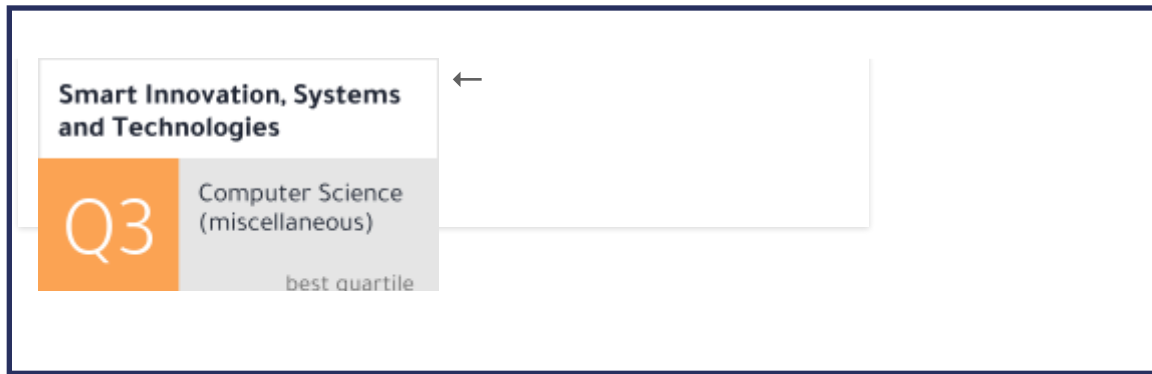 Smart Innovation, Systems
and Technologies
←
Q3
Computer Science
(miscellaneous)
best quartile